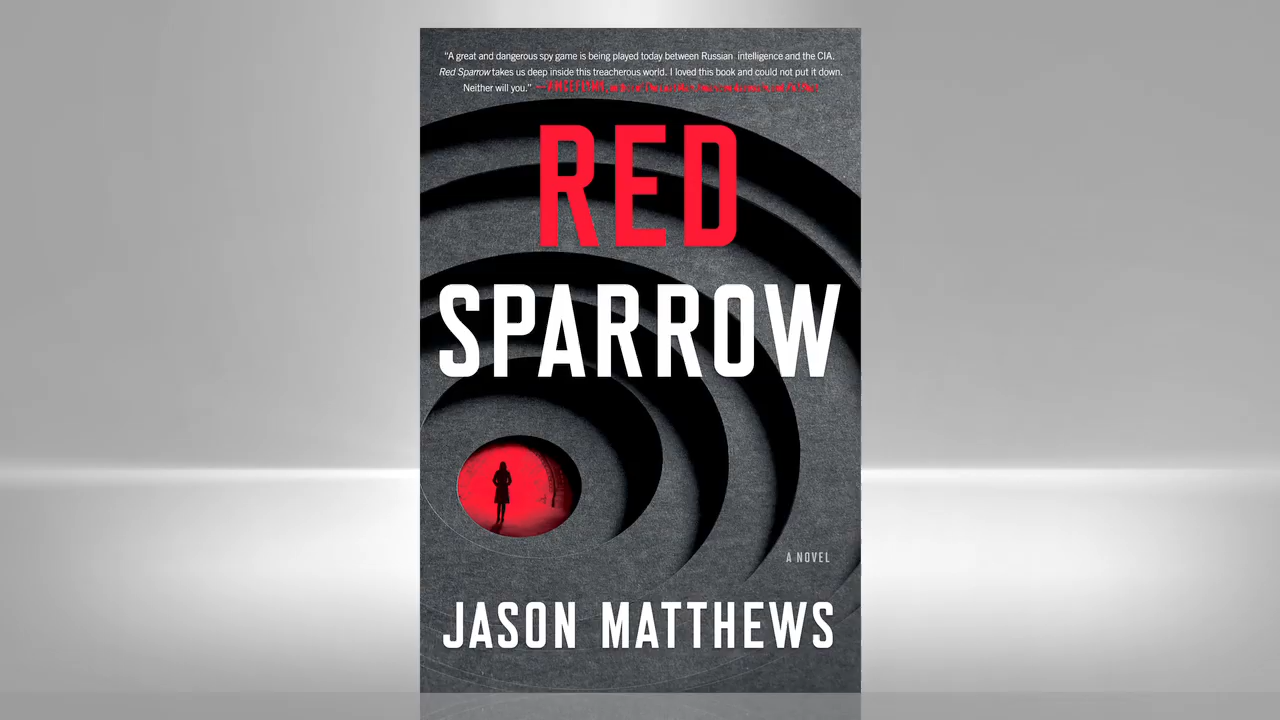 “A great and dangerous spy game is being played today between Russian intelligence and the CIA.
Red Sparrow takes us deep inside this treacherous world. I loved this book and could not put it down.
Neither will you.”
RED
SPARROW
A NOVEL
JASON MATTHEWS